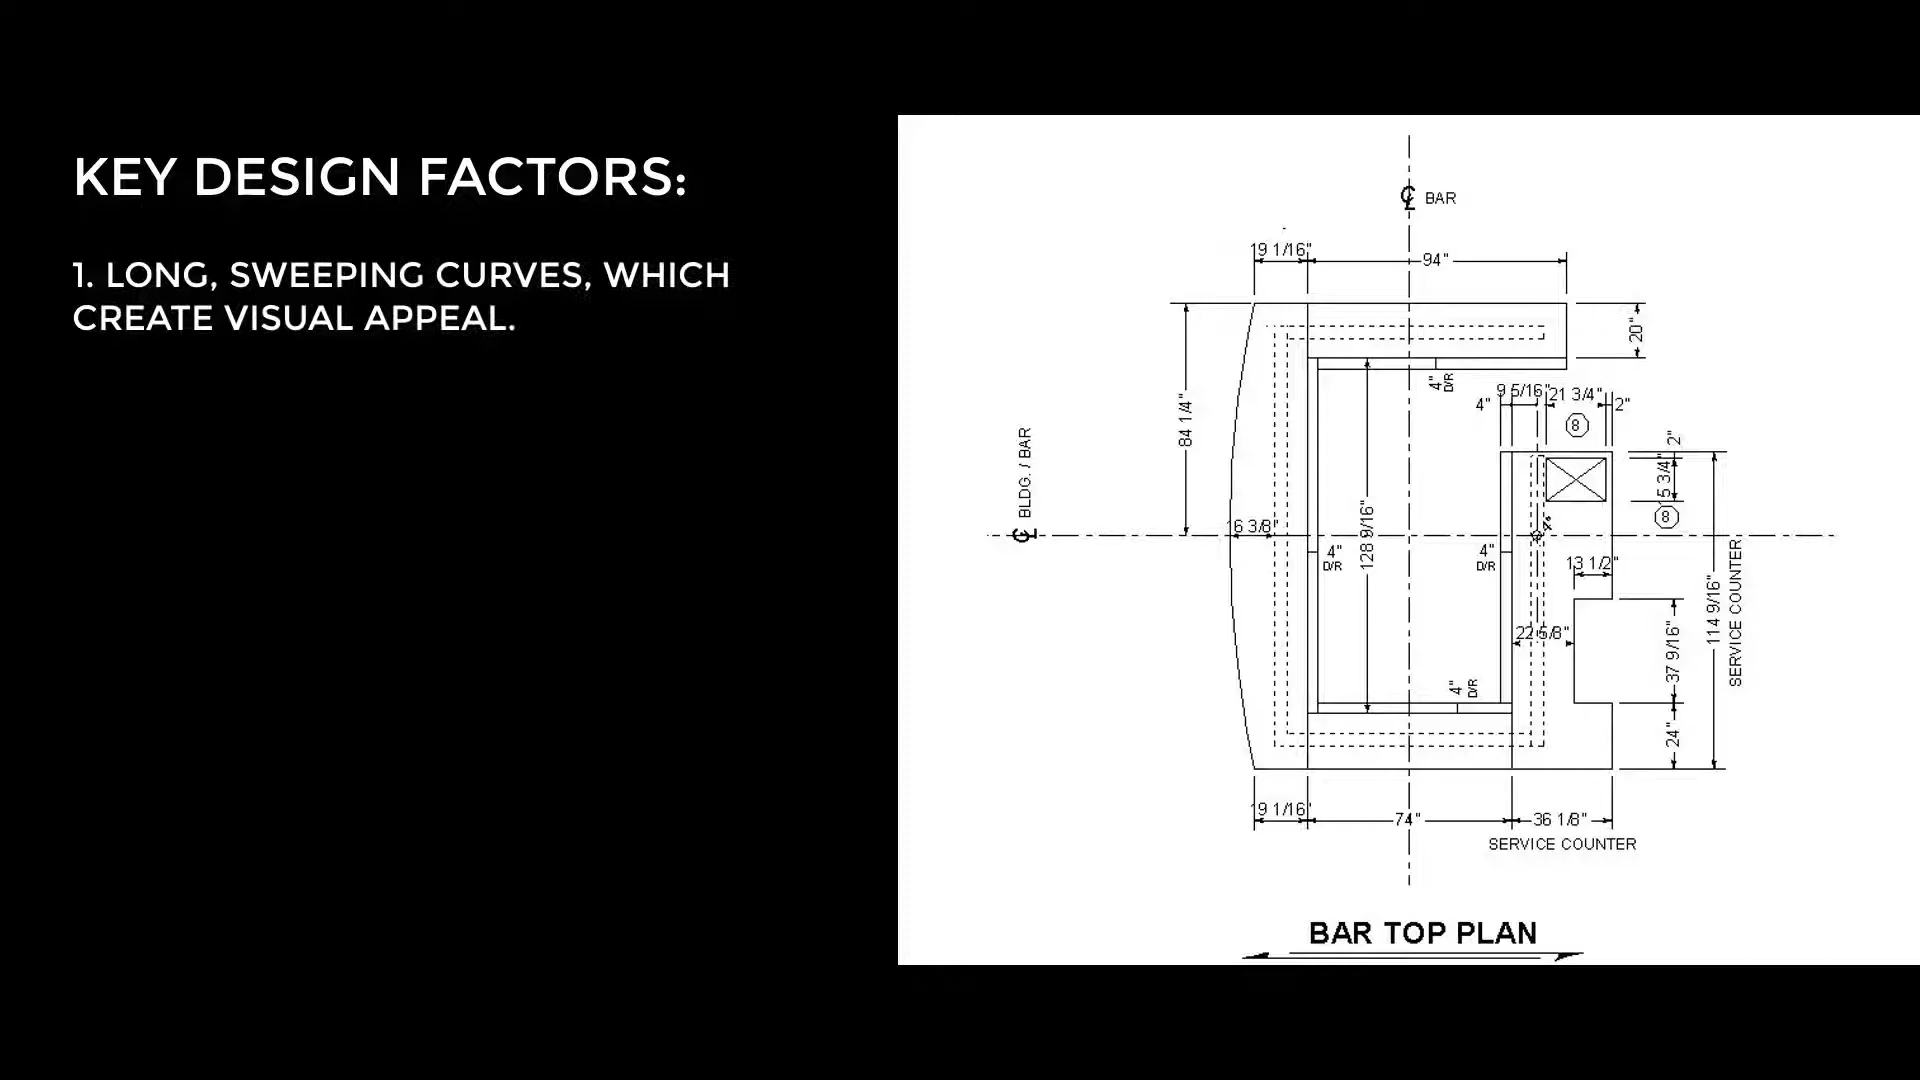 KEY DESIGN FACTORS:
1. LONG, SWEEPING CURVES, WHICH
CREATE VISUAL APPEAL.
℄ BAR
19 1/16"
94"
20"
84 1/4"
4"
D/R
9 5/16"
21 3/4"
4"
2"
8
2"
15 3/4"
8
℄ BLDG. / BAR
16 3/8"
4"
D/R
128 9/16"
4"
D/R
13 1/2"
22 5/8"
37 9/16"
114 9/16"
SERVICE COUNTER
4"
D/R
24"
19 1/16"
74"
36 1/8"
SERVICE COUNTER
BAR TOP PLAN